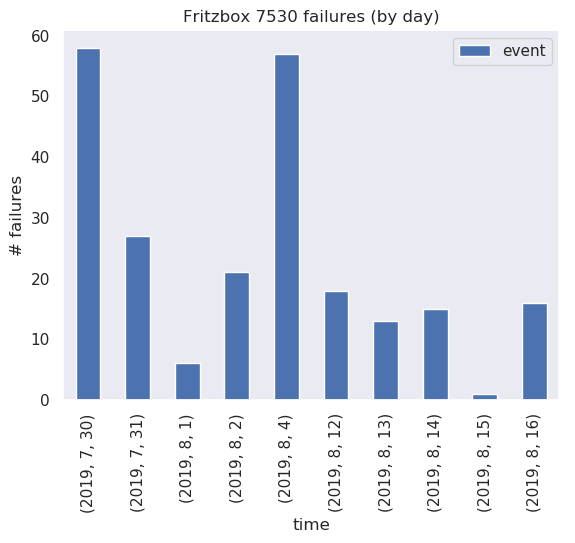 Fritzbox 7530 failures (by day)
event
# failures
60
50
40
30
20
10
0
(2019, 7, 30)
(2019, 7, 31)
(2019, 8, 1)
(2019, 8, 2)
(2019, 8, 4)
(2019, 8, 12)
(2019, 8, 13)
(2019, 8, 14)
(2019, 8, 15)
(2019, 8, 16)
time